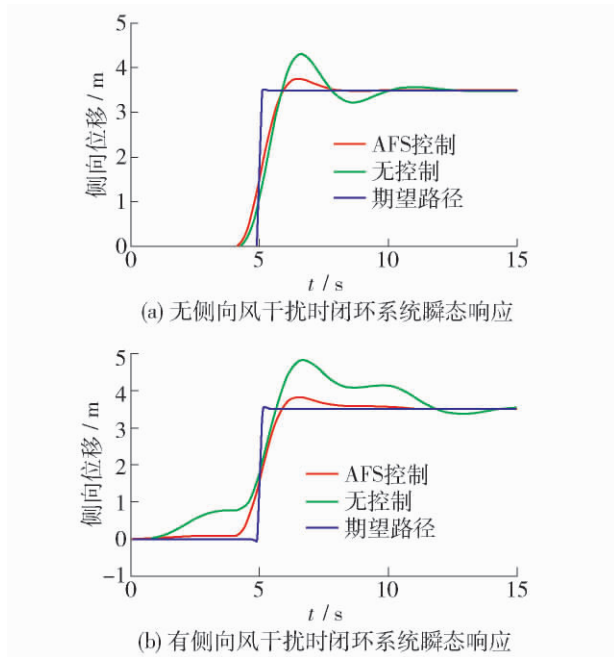 5
4
3
2
1
0
侧向位移 / m
AFS控制
无控制
期望路径
0 5 10 15
t / s
(a) 无侧向风干扰时闭环系统瞬态响应
5
4
3
2
1
0
-1
侧向位移 / m
AFS控制
无控制
期望路径
0 5 10 15
t / s
(b) 有侧向风干扰时闭环系统瞬态响应